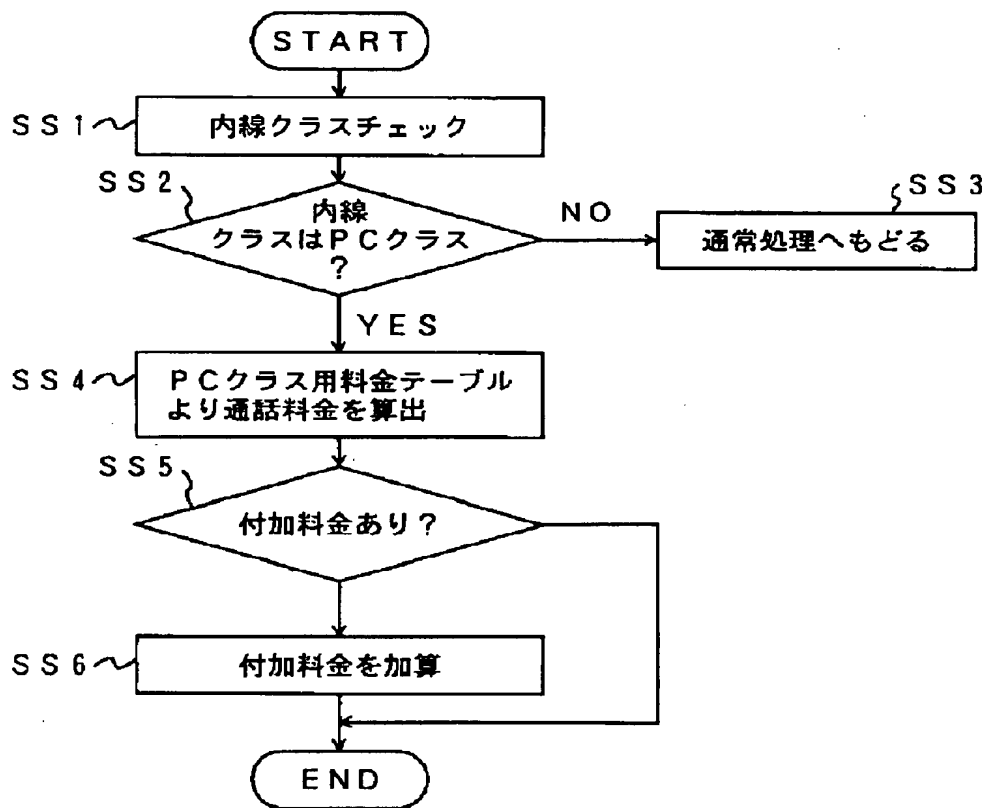 START
SS1
内線クラスチェック
SS2
内線
クラスはPCクラス
?
NO
SS3
通常処理へもどる
YES
SS4
PCクラス用料金テーブル
より通話料金を算出
SS5
付加料金あり?
SS6
付加料金を加算
END